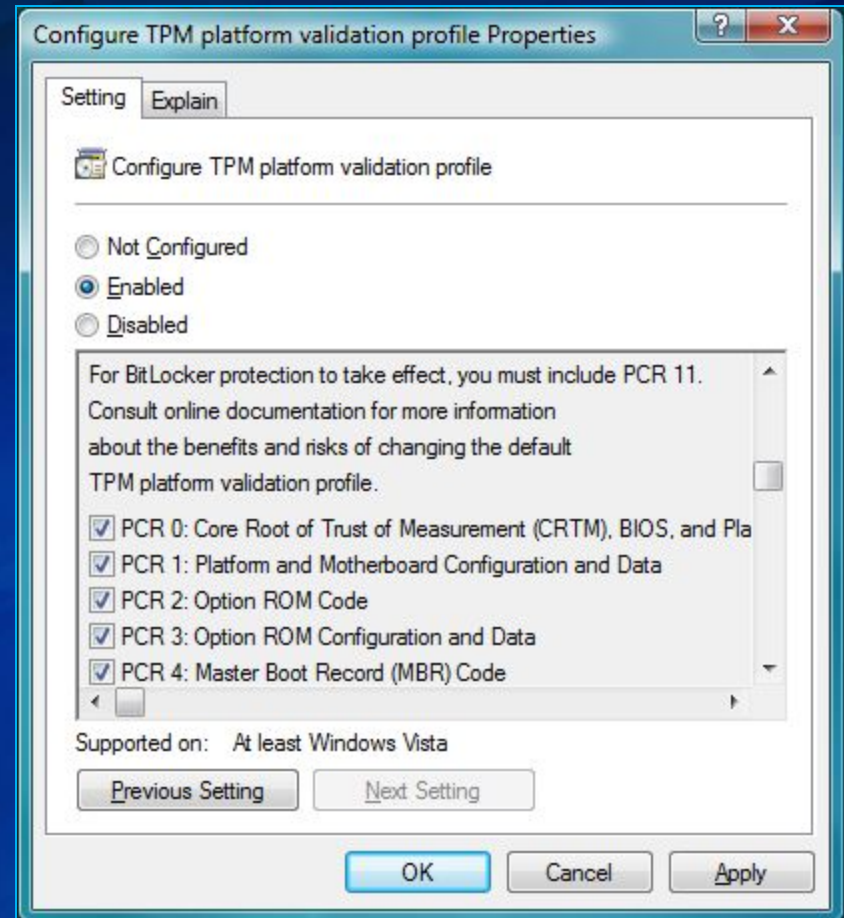 Configure TPM platform validation profile Properties
?
X
Setting
Explain
Configure TPM platform validation profile
Not Configured
Enabled
Disabled
For BitLocker protection to take effect, you must include PCR 11.
Consult online documentation for more information
about the benefits and risks of changing the default
TPM platform validation profile.
PCR 0: Core Root of Trust of Measurement (CRTM), BIOS, and Pla
PCR 1: Platform and Motherboard Configuration and Data
PCR 2: Option ROM Code
PCR 3: Option ROM Configuration and Data
PCR 4: Master Boot Record (MBR) Code
Supported on: At least Windows Vista
Previous Setting
Next Setting
OK
Cancel
Apply